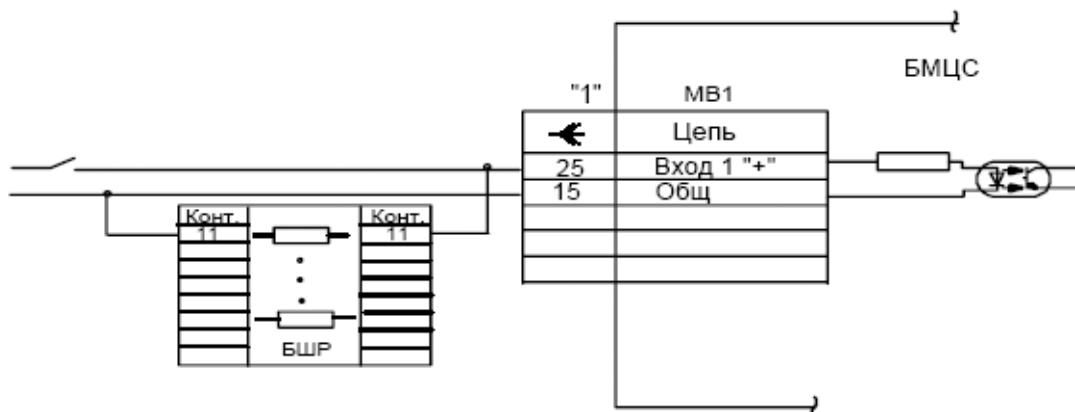 БМЦС
"1" МВ1
Цепь
25 Вход 1 "+"
15 Общ
Конт. Конт.
11 11
БШР